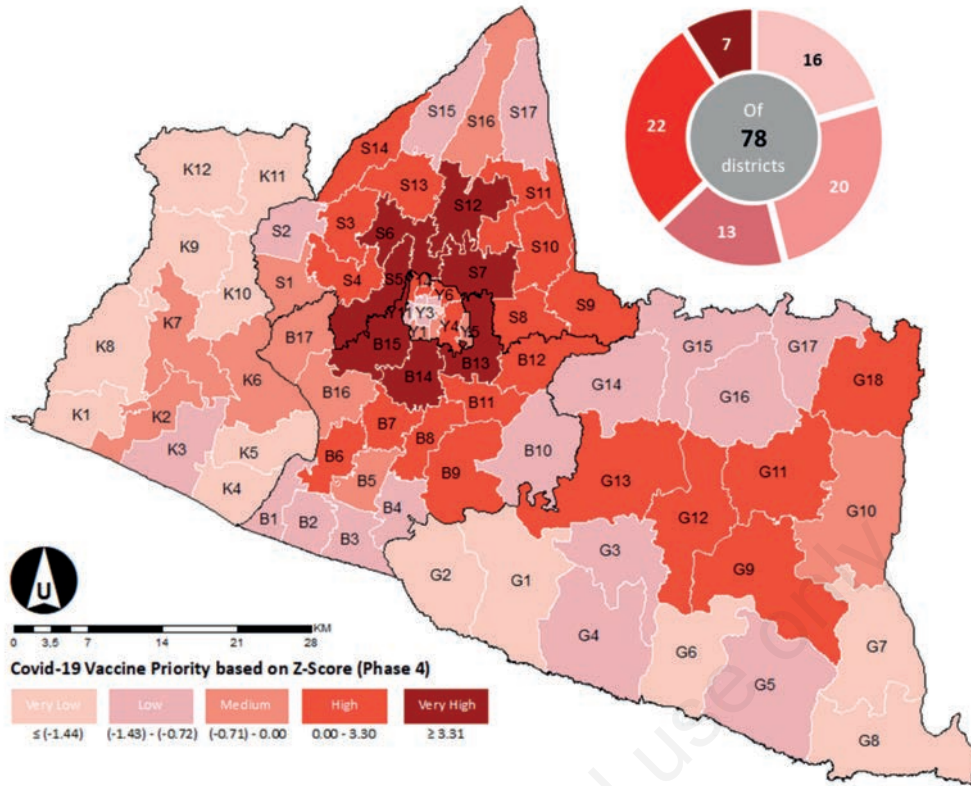 7
16
22
Of
78
districts
20
13
S15
S16
S17
S14
K12
K11
S13
S11
S12
S3
S2
S6
S10
K9
S4
S5
S7
S1
K10
Y6
Y3
S9
K7
Y1
Y4
Y5
S8
B17
B15
B13
B12
G15
G17
K8
B14
G14
G18
K6
B16
B11
G16
K1
K2
B7
B8
K3
K5
B6
B9
B10
G11
B5
G13
K4
B4
G10
B1
B2
G12
B3
G3
G9
G2
G1
U
G4
G6
G7
KM
0 3,5 7 14 21 28
G5
Covid-19 Vaccine Priority based on Z-Score (Phase 4)
G8
Very Low Low Medium High Very High
≤ (-1.44) (-1.43) - (-0.72) (-0.71) - 0.00 0.00 - 3.30 ≥ 3.31
l use only